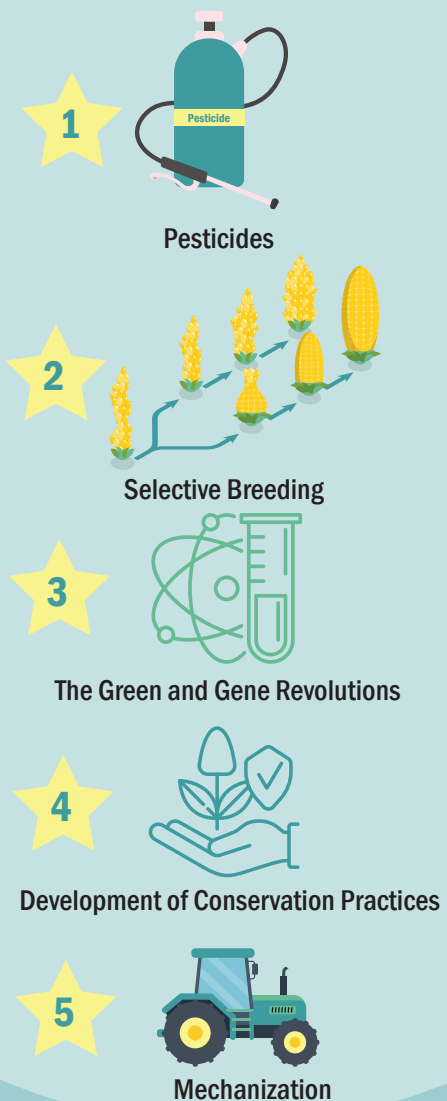 1
Pesticide
Pesticides
2
Selective Breeding
3
The Green and Gene Revolutions
4
Development of Conservation Practices
5
Mechanization